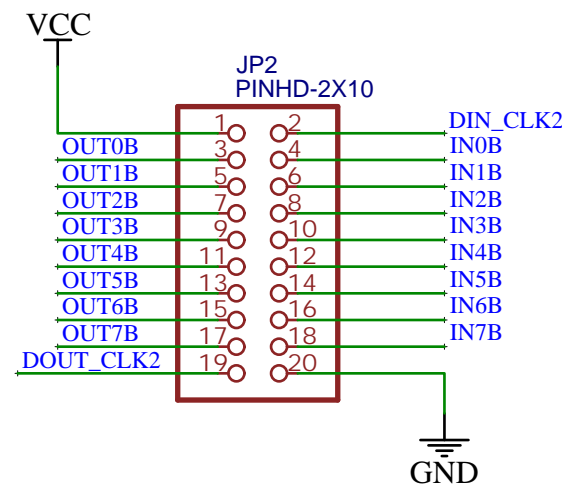 VCC
JP2
PINHD-2X10
1 2 DIN_CLK2
OUT0B 3 4 IN0B
OUT1B 5 6 IN1B
OUT2B 7 8 IN2B
OUT3B 9 10 IN3B
OUT4B 11 12 IN4B
OUT5B 13 14 IN5B
OUT6B 15 16 IN6B
OUT7B 17 18 IN7B
DOUT_CLK2 19 20
GND